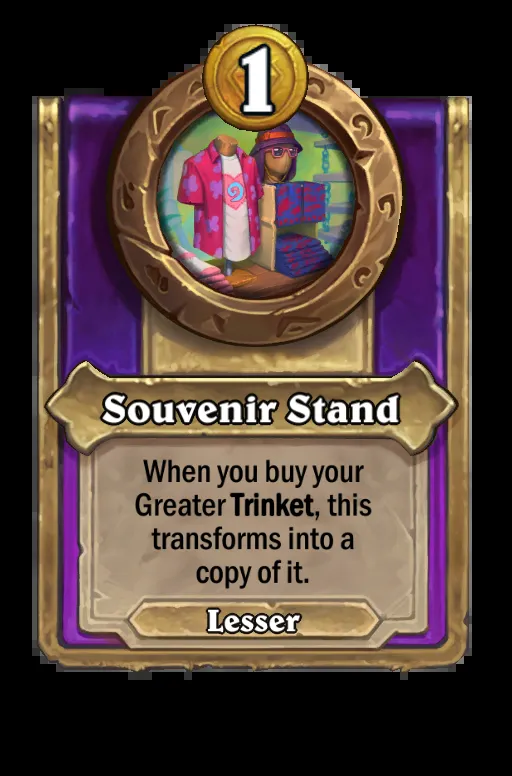 1
Souvenir Stand
When you buy your
Greater Trinket, this
transforms into a
copy of it.
Lesser